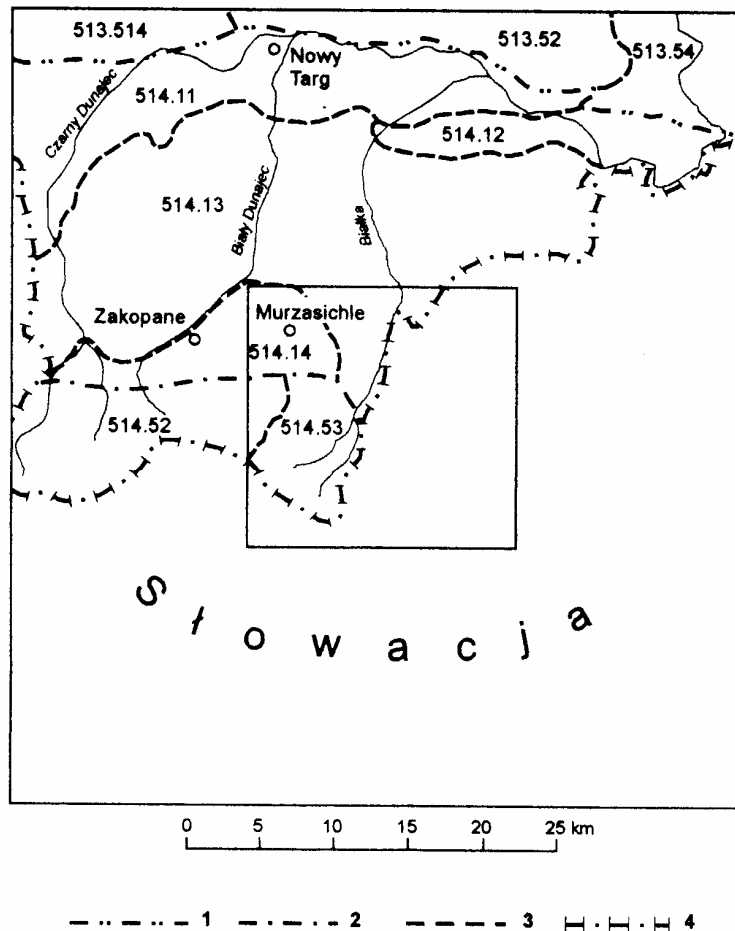 513.514
513.52
513.54
Nowy
Targ
Czarny Dunajec
514.11
514.12
514.13
Biały Dunajec
Białka
Zakopane
Murzasichle
514.14
514.52
514.53
Słowacja
0 5 10 15 20 25 km
1 2 3 4